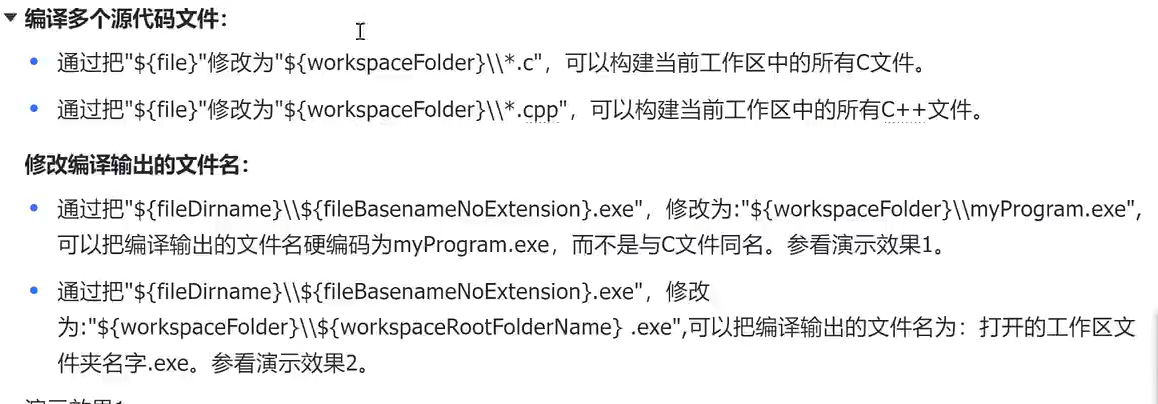 编译多个源代码文件：
通过把"${file}"修改为"${workspaceFolder}\\*.c"，可以构建当前工作区中的所有C文件。
通过把"${file}"修改为"${workspaceFolder}\\*.cpp"，可以构建当前工作区中的所有C++文件。
修改编译输出的文件名：
通过把"${fileDirname}\\${fileBasenameNoExtension}.exe"，修改为:"${workspaceFolder}\\myProgram.exe",
可以把编译输出的文件名硬编码为myProgram.exe，而不是与C文件同名。参看演示效果1。
通过把"${fileDirname}\\${fileBasenameNoExtension}.exe"，修改
为:"${workspaceFolder}\\${workspaceRootFolderName} .exe",可以把编译输出的文件名为：打开的工作区文
件夹名字.exe。参看演示效果2。